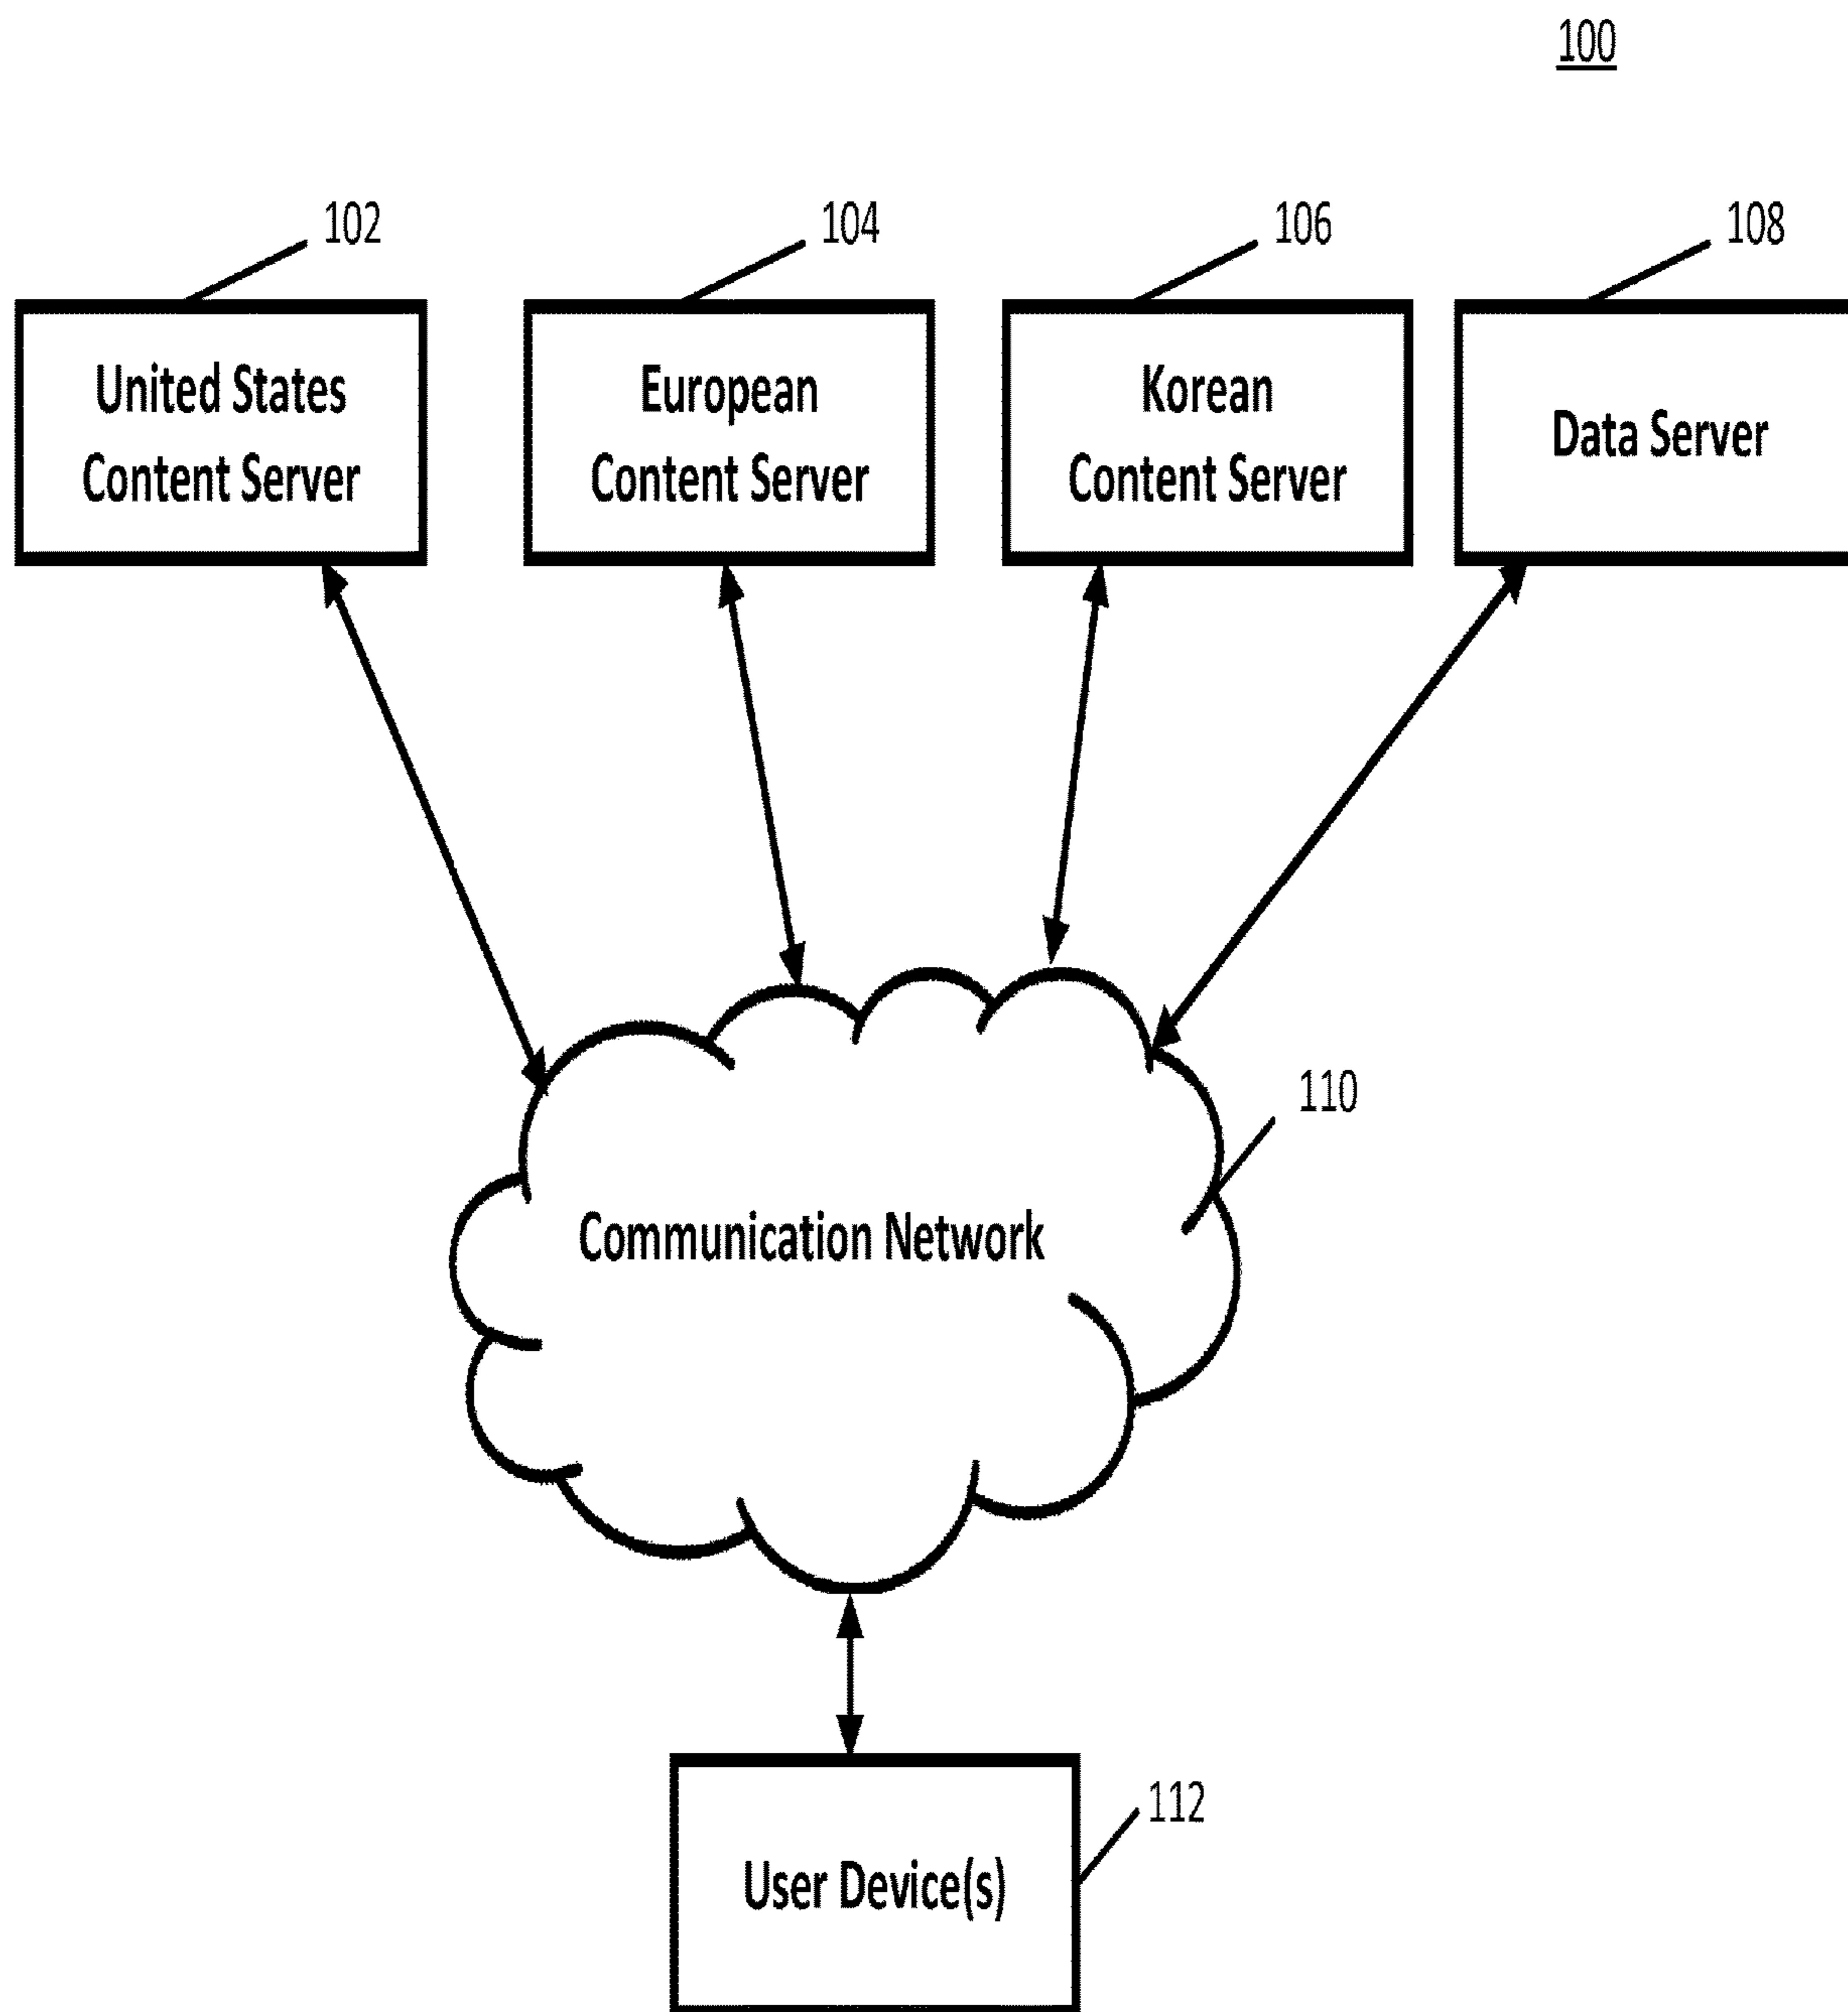 100
102
104
106
108
United States
Content Server
European
Content Server
Korean
Content Server
Data Server
110
Communication Network
112
User Device(s)